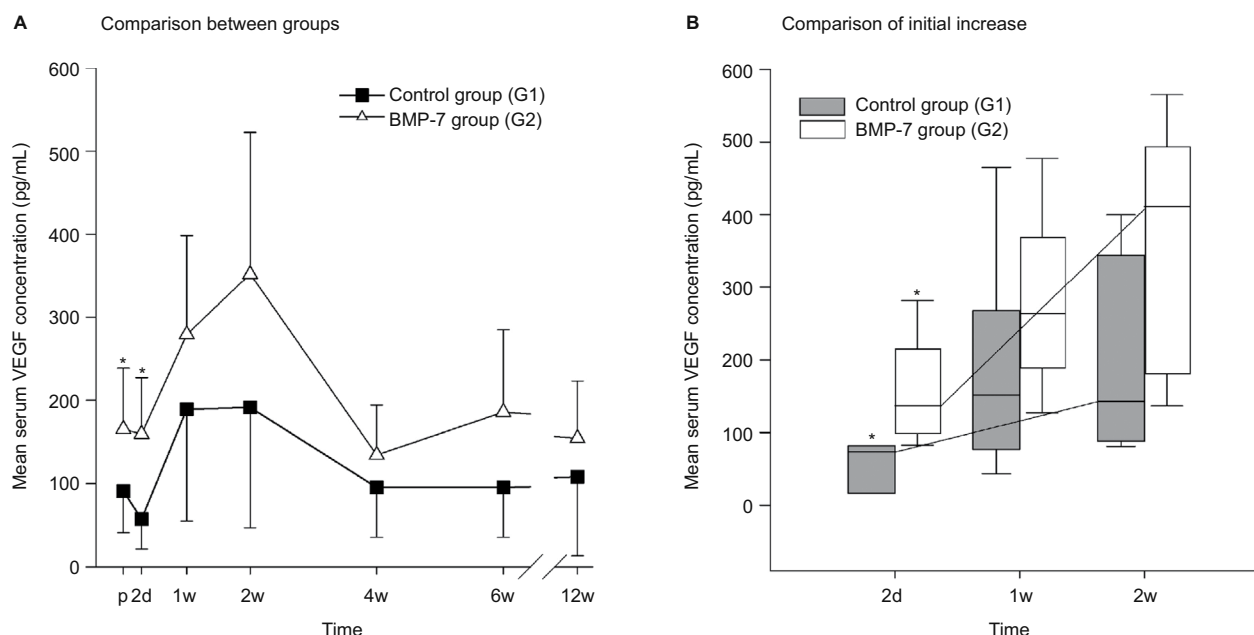 A Comparison between groups
600
500
400
300
200
100
0
Mean serum VEGF concentration (pg/mL)
Control group (G1)
BMP-7 group (G2)
* *
p 2d 1w 2w 4w 6w 12w
Time
B Comparison of initial increase
600
500
400
300
200
100
0
Mean serum VEGF concentration (pg/mL)
Control group (G1)
BMP-7 group (G2)
*
*
2d 1w 2w
Time